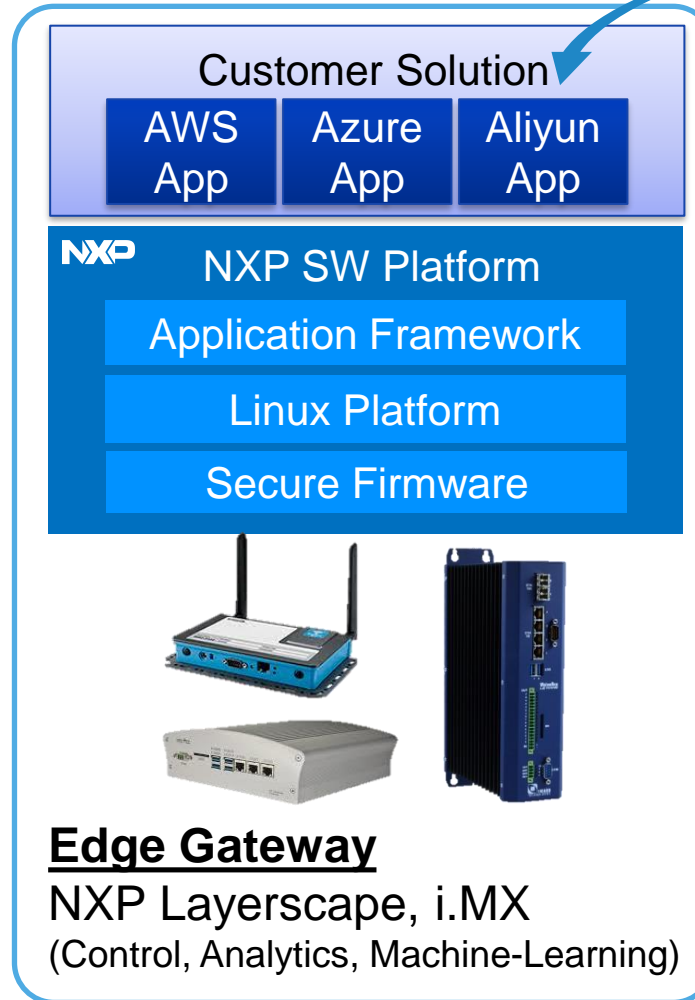 Customer Solution
AWS
App
Azure
App
Aliyun
App
NXP
NXP SW Platform
Application Framework
Linux Platform
Secure Firmware
Edge Gateway
NXP Layerscape, i.MX
(Control, Analytics, Machine-Learning)